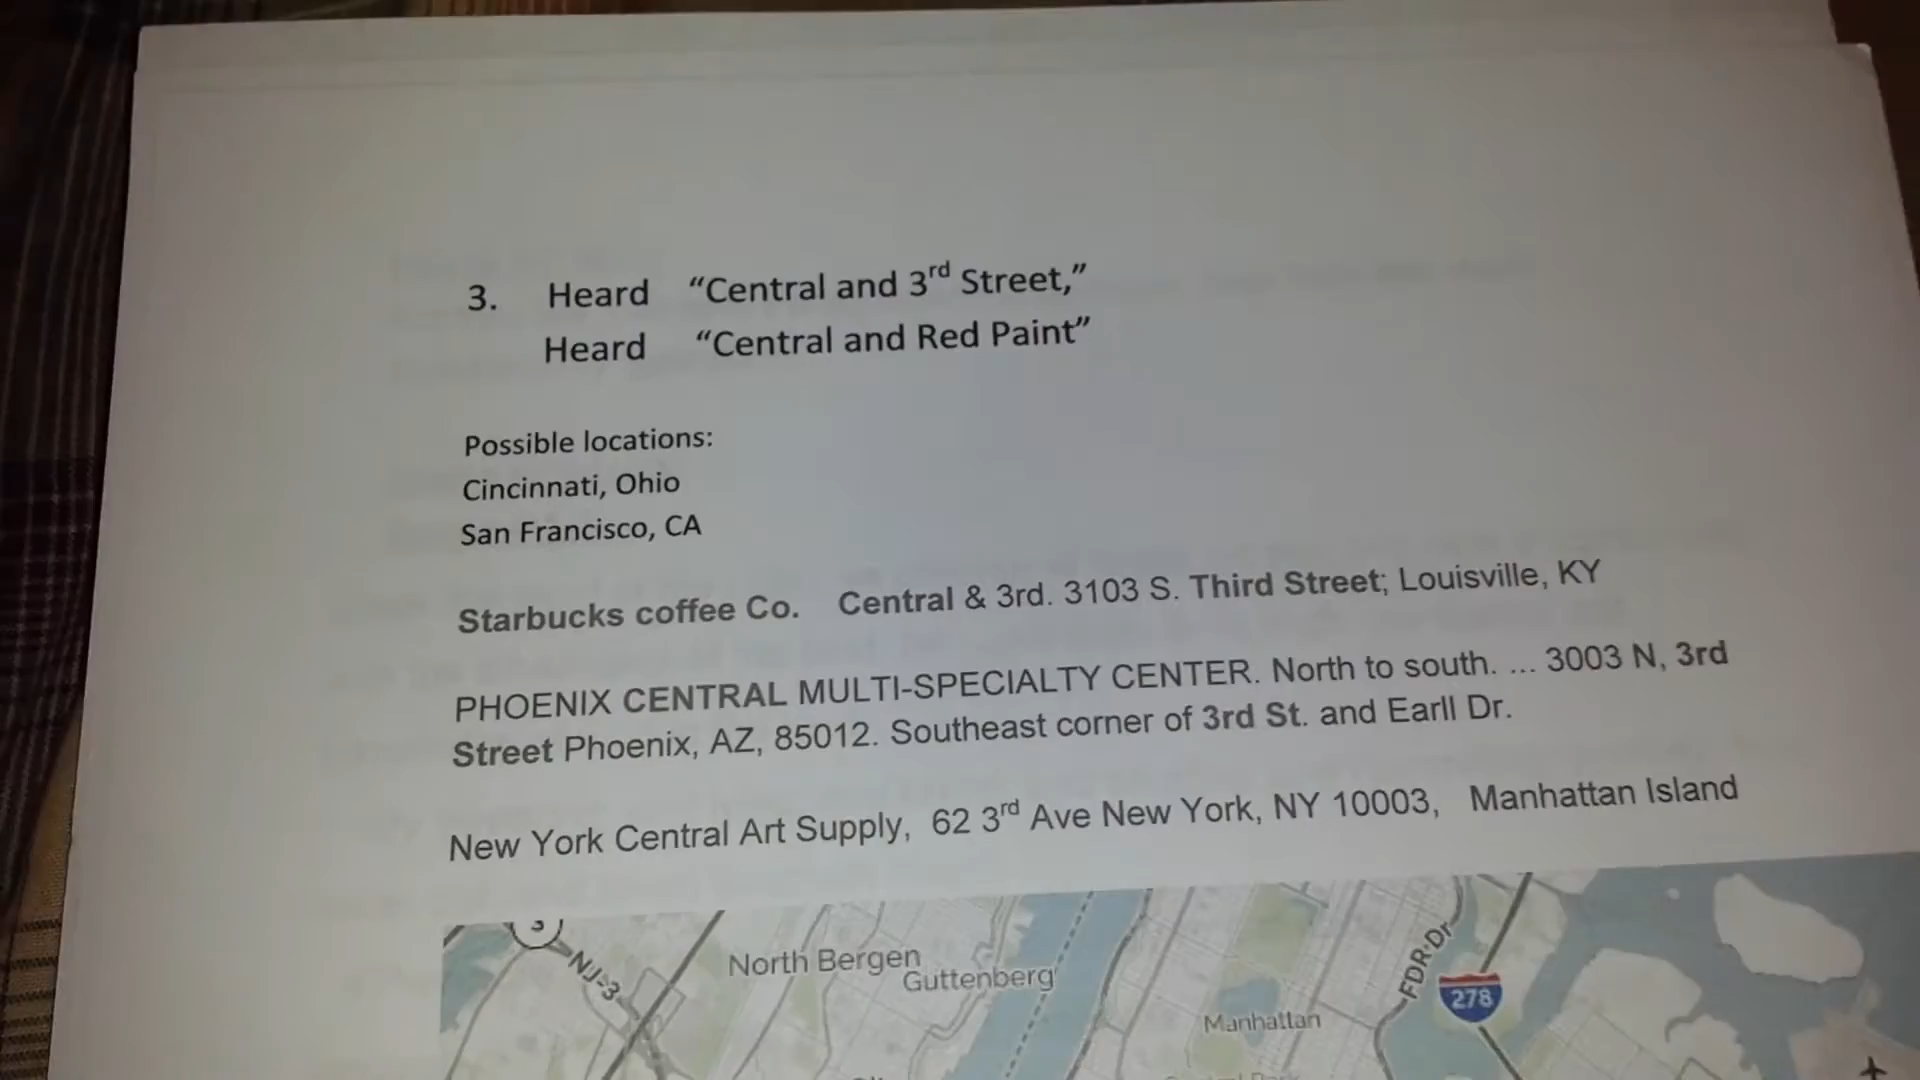 3. Heard “Central and 3rd Street,”
Heard “Central and Red Paint”
Possible locations:
Cincinnati, Ohio
San Francisco, CA
Starbucks coffee Co. Central & 3rd. 3103 S. Third Street; Louisville, KY
PHOENIX CENTRAL MULTI-SPECIALTY CENTER. North to south. ... 3003 N, 3rd
Street Phoenix, AZ, 85012. Southeast corner of 3rd St. and Earll Dr.
New York Central Art Supply, 62 3rd Ave New York, NY 10003, Manhattan Island
3
NJ-3
North Bergen
Guttenberg
FDR Dr
278
Manhattan